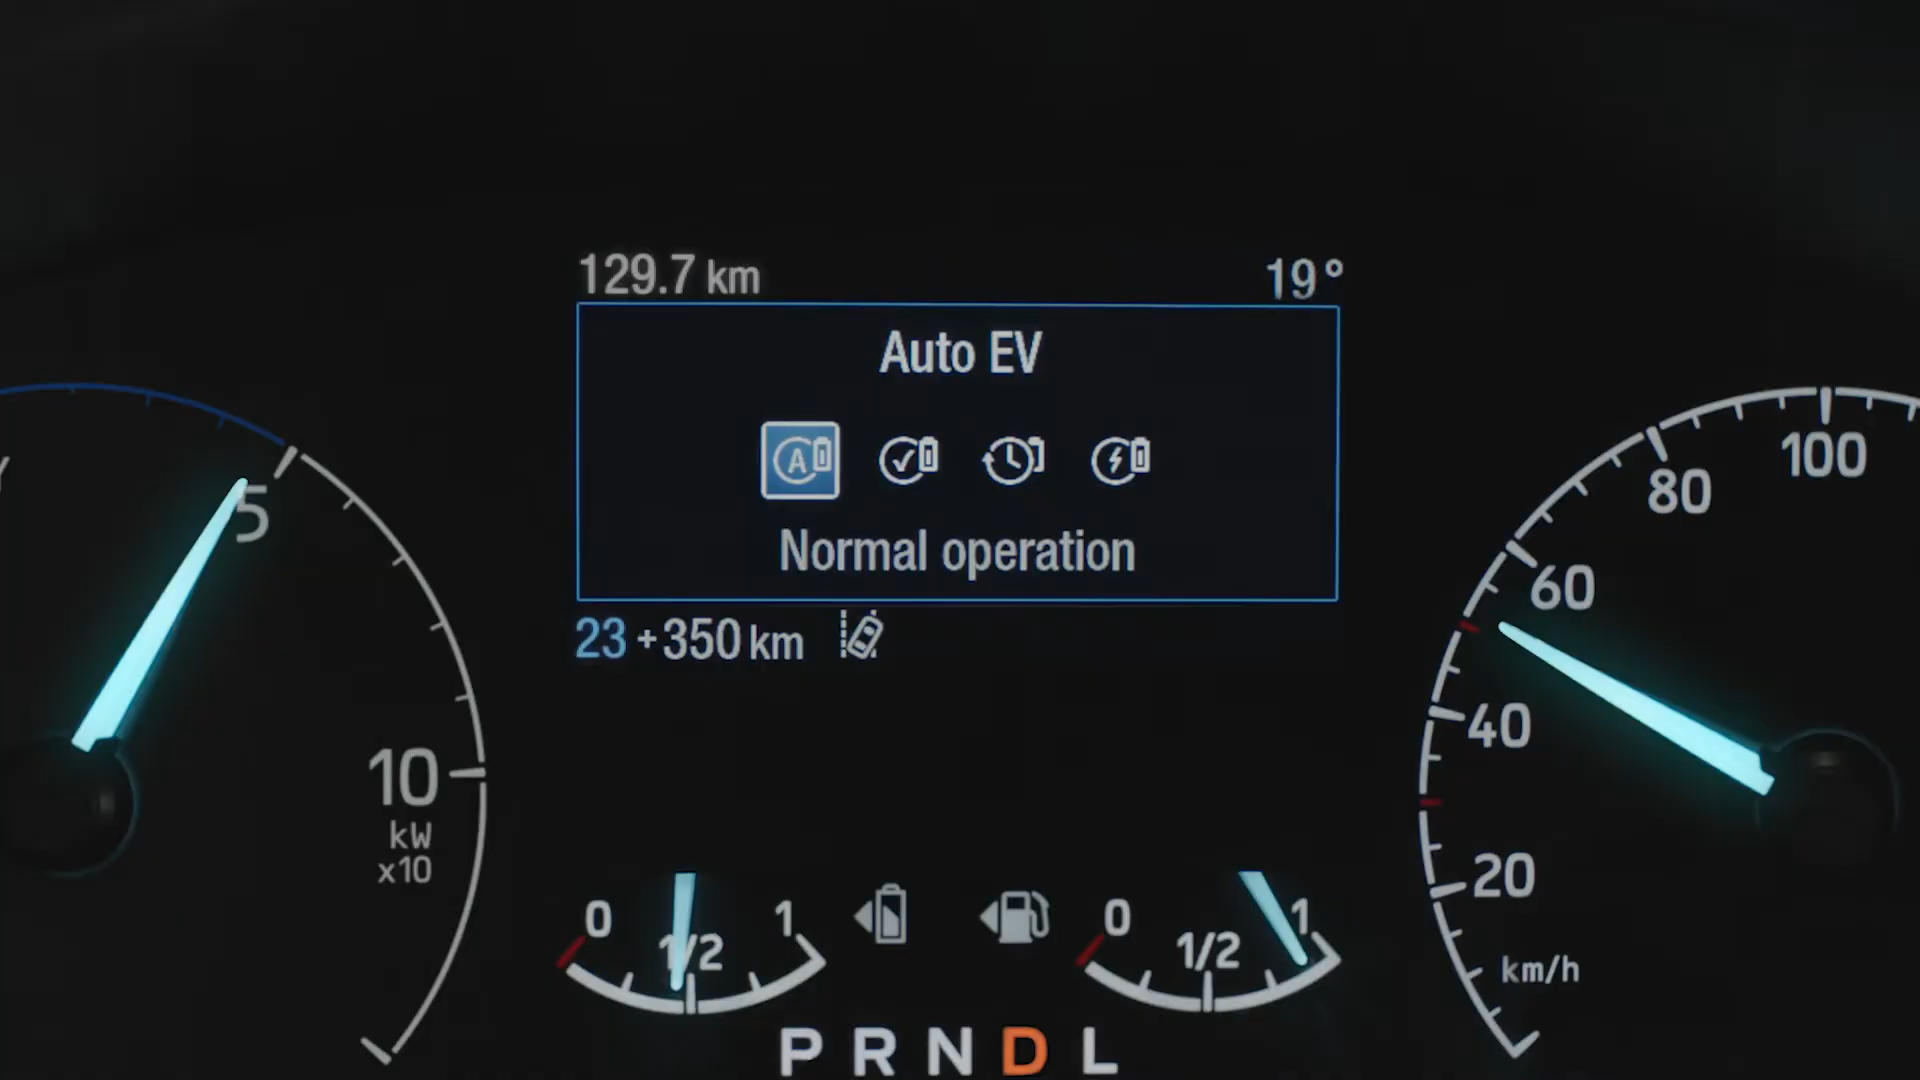 129.7 km
19°
Auto EV
A
Normal operation
23 + 350 km
5
10
kW
x10
100
80
60
40
20
km/h
0 1/2 1
0 1/2 1
P R N D L